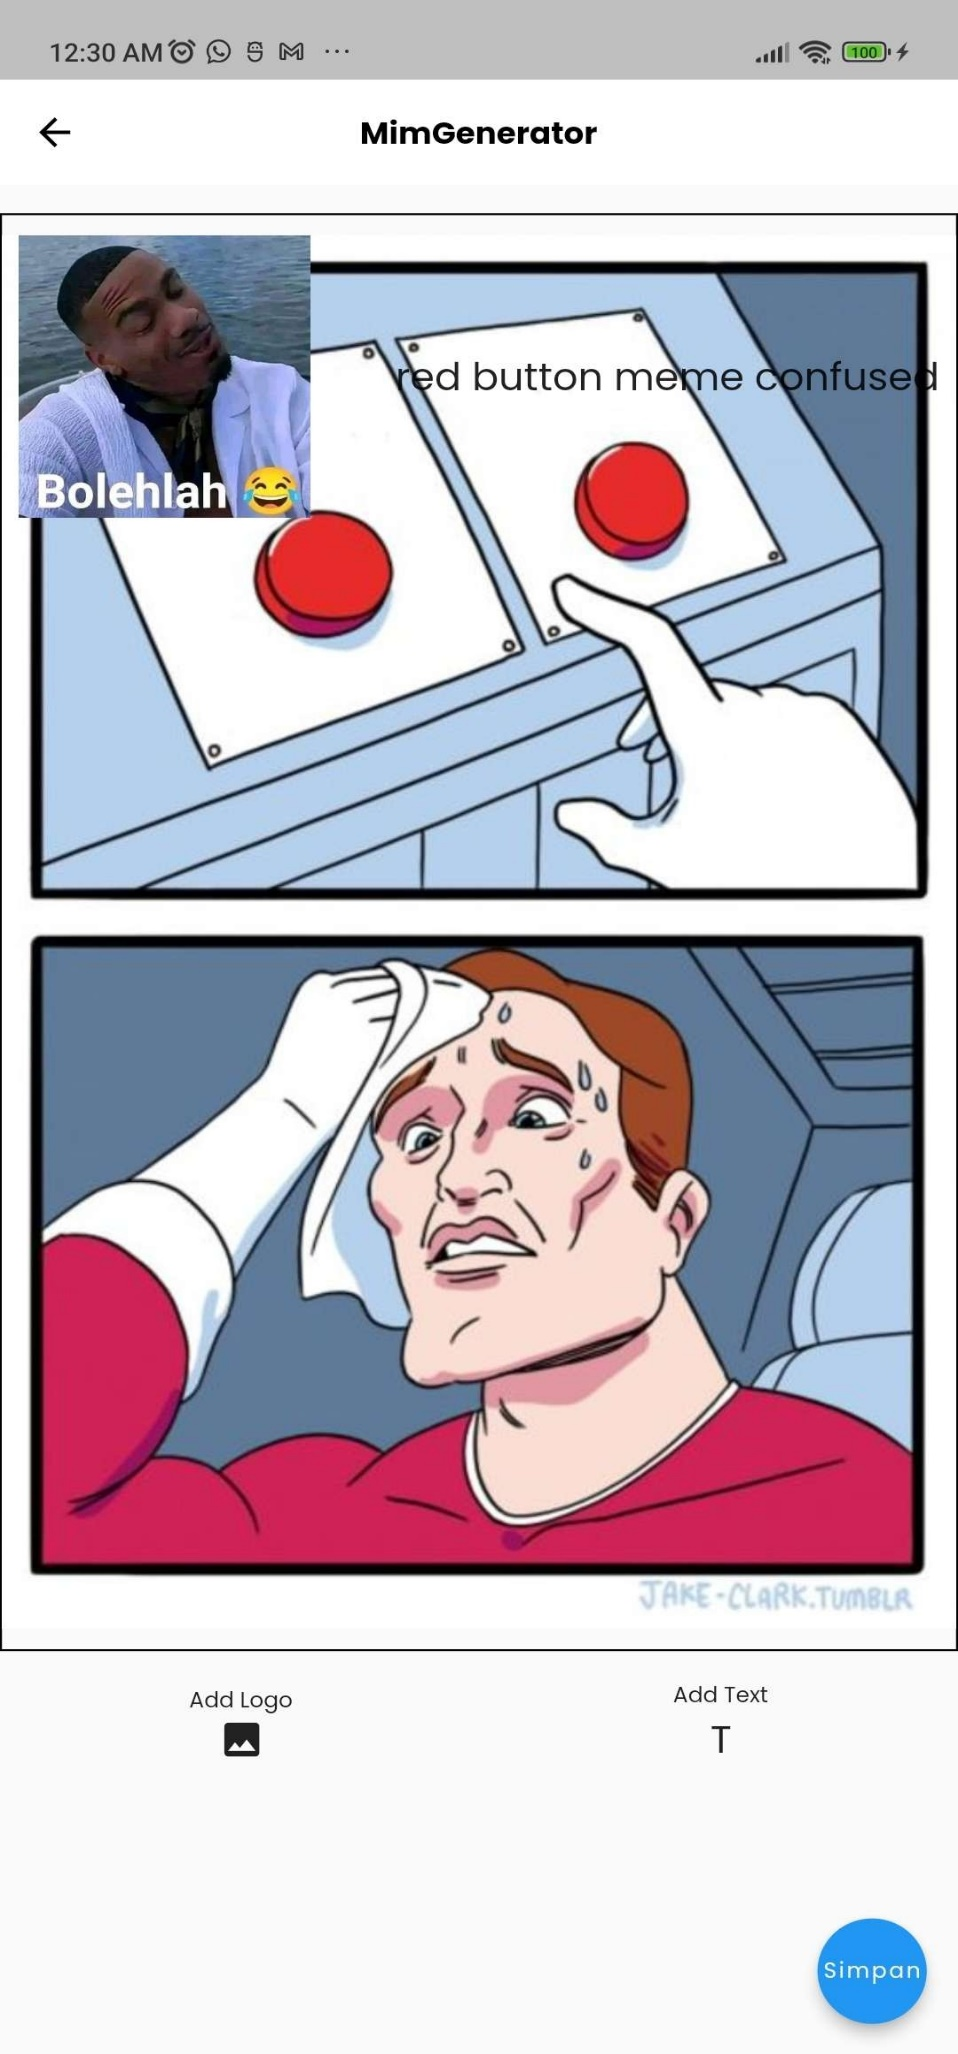 12:30 AM
100
MimGenerator
red button meme confused
Bolehlah 😂
JAKE-CLARK.TUMBLR
Add Logo
Add Text
T
Simpan